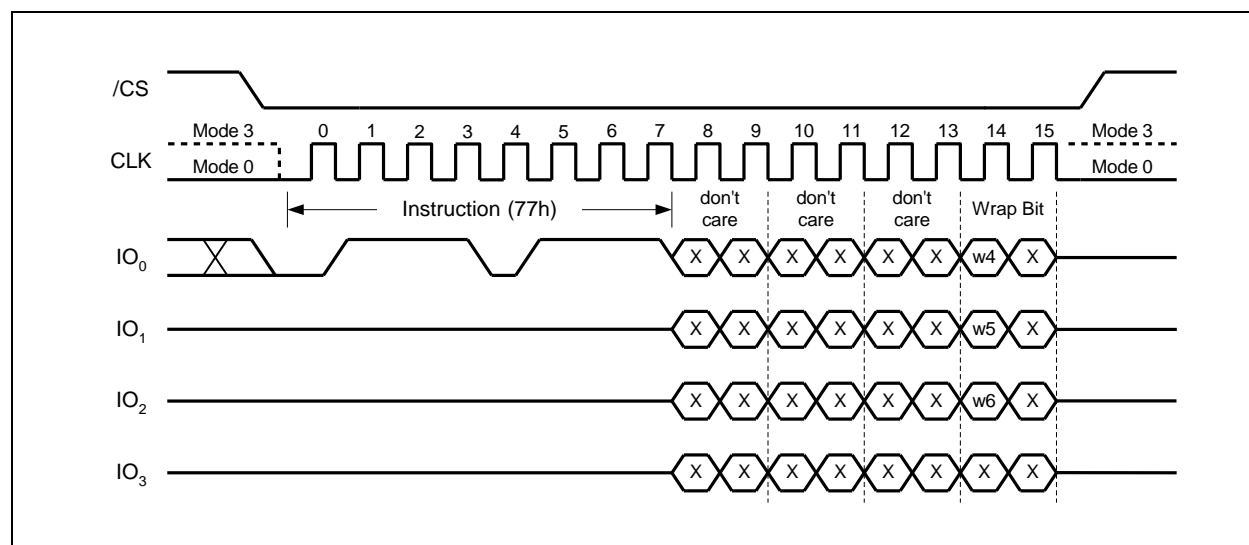 /CS
Mode 3 0 1 2 3 4 5 6 7 8 9 10 11 12 13 14 15 Mode 3
CLK
Mode 0 Mode 0
Instruction (77h) don't care don't care don't care Wrap Bit
IO0 X X X X X X w4 X
IO1 X X X X X X w5 X
IO2 X X X X X X w6 X
IO3 X X X X X X X X